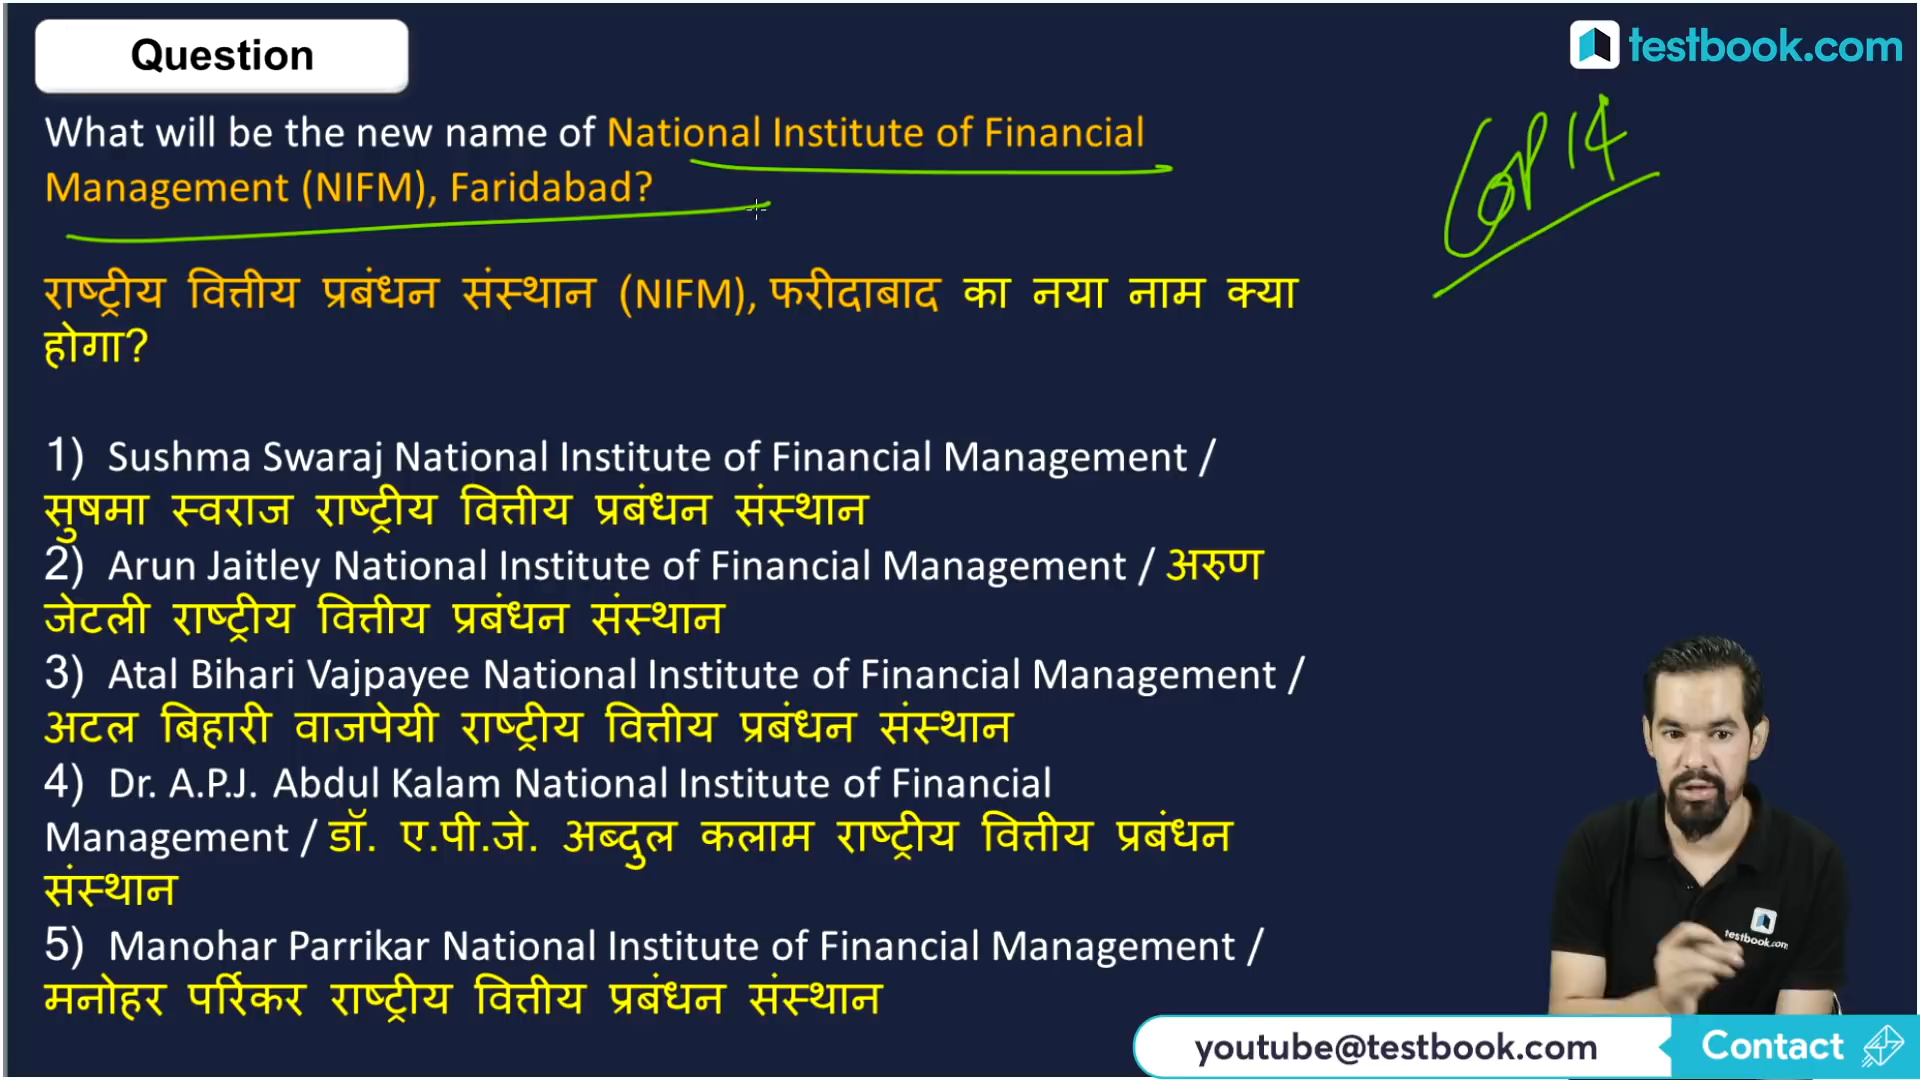 Question
testbook.com
What will be the new name of National Institute of Financial
Management (NIFM), Faridabad?
COP 14
राष्ट्रीय वित्तीय प्रबंधन संस्थान (NIFM), फरीदाबाद का नया नाम क्या
होगा?
1) Sushma Swaraj National Institute of Financial Management /
सुषमा स्वराज राष्ट्रीय वित्तीय प्रबंधन संस्थान
2) Arun Jaitley National Institute of Financial Management / अरुण
जेटली राष्ट्रीय वित्तीय प्रबंधन संस्थान
3) Atal Bihari Vajpayee National Institute of Financial Management /
अटल बिहारी वाजपेयी राष्ट्रीय वित्तीय प्रबंधन संस्थान
4) Dr. A.P.J. Abdul Kalam National Institute of Financial
Management / डॉ. ए.पी.जे. अब्दुल कलाम राष्ट्रीय वित्तीय प्रबंधन
संस्थान
5) Manohar Parrikar National Institute of Financial Management /
मनोहर पर्रिकर राष्ट्रीय वित्तीय प्रबंधन संस्थान
testbook.com
youtube@testbook.com
Contact